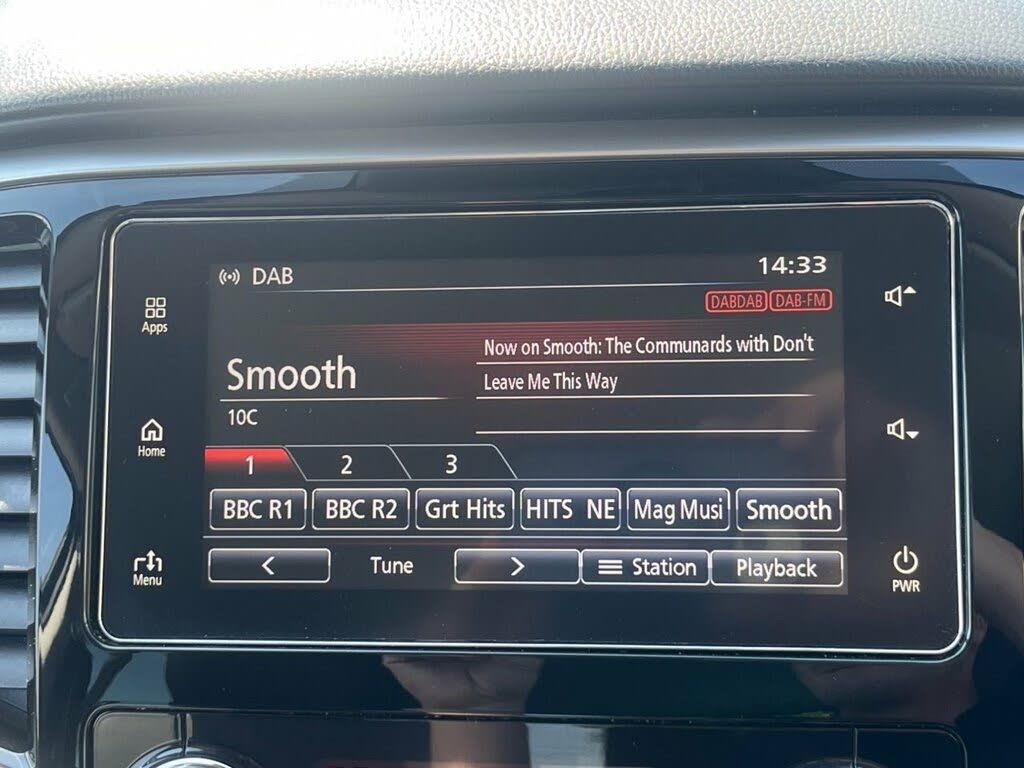 DAB
14:33
DABDAB DAB-FM
Apps
Now on Smooth: The Communards with Don't
Smooth
Leave Me This Way
10C
Home
1 2 3
BBC R1 BBC R2 Grt Hits HITS NE Mag Musi Smooth
Menu
Tune Station Playback
PWR